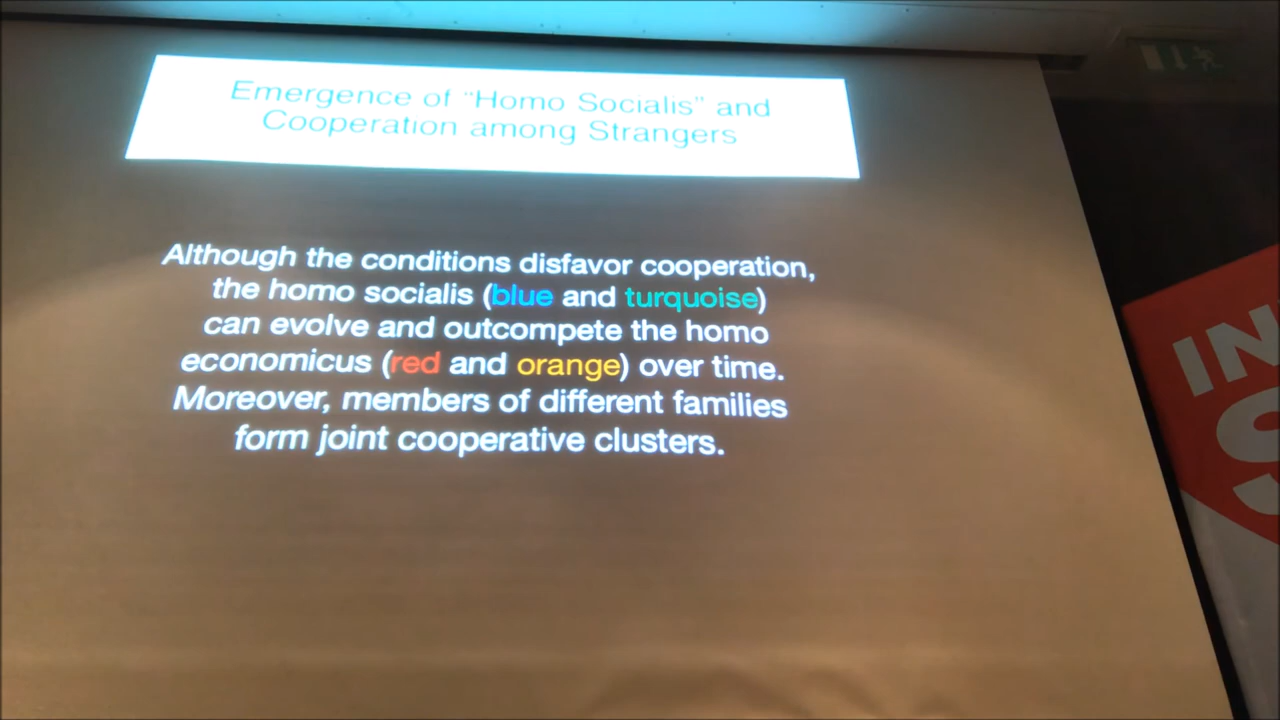 Emergence of “Homo Socialis” and
Cooperation among Strangers
Although the conditions disfavor cooperation,
the homo socialis (blue and turquoise)
can evolve and outcompete the homo
economicus (red and orange) over time.
Moreover, members of different families
form joint cooperative clusters.
IN
S